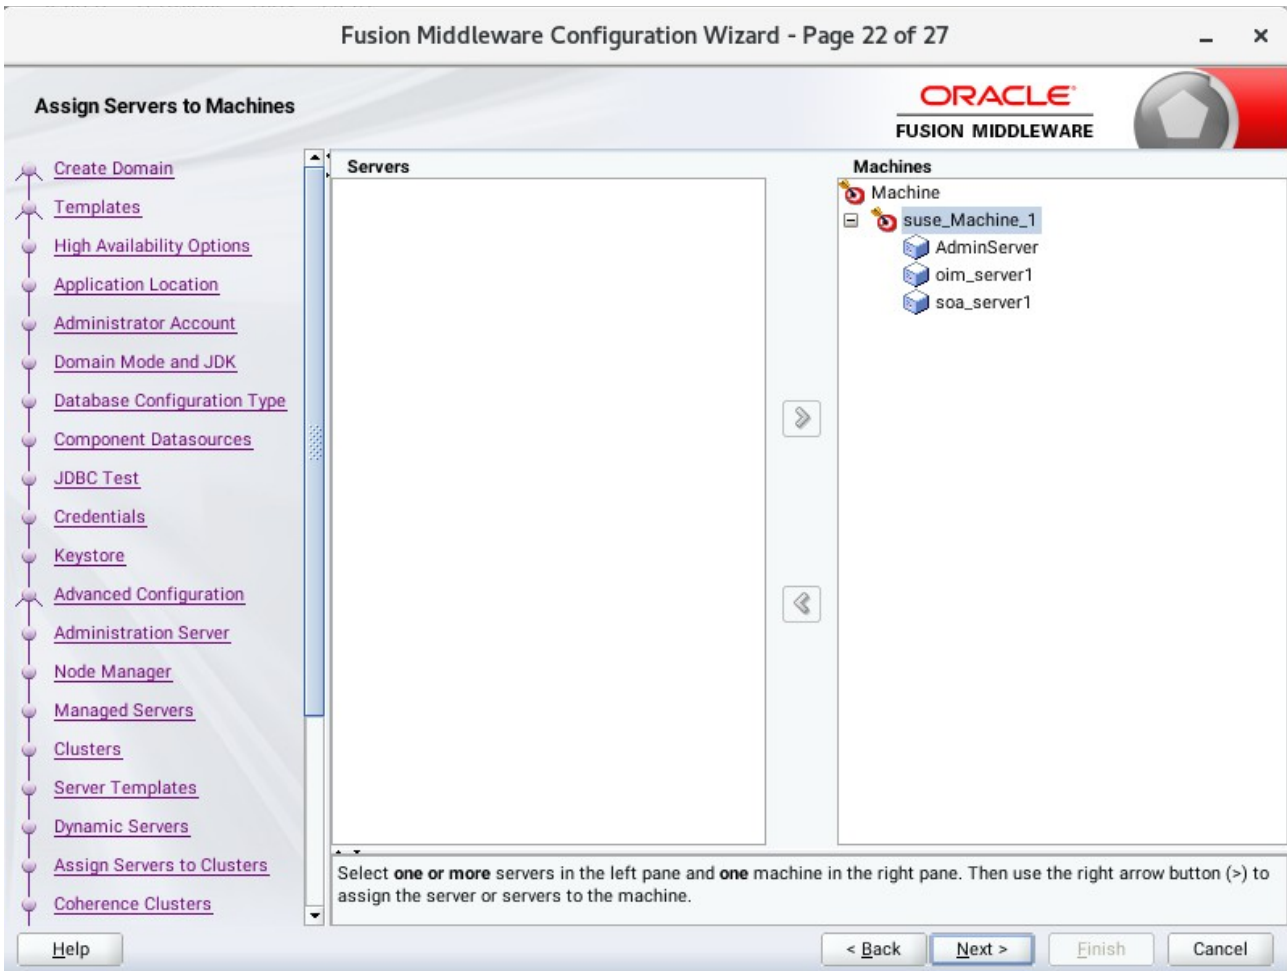 Fusion Middleware Configuration Wizard - Page 22 of 27
Assign Servers to Machines
ORACLE
FUSION MIDDLEWARE
Create Domain
Templates
High Availability Options
Application Location
Administrator Account
Domain Mode and JDK
Database Configuration Type
Component Datasources
JDBC Test
Credentials
Keystore
Advanced Configuration
Administration Server
Node Manager
Managed Servers
Clusters
Server Templates
Dynamic Servers
Assign Servers to Clusters
Coherence Clusters
Servers
Machines
Machine
suse_Machine_1
AdminServer
oim_server1
soa_server1
Select one or more servers in the left pane and one machine in the right pane. Then use the right arrow button (>) to
assign the server or servers to the machine.
Help
< Back
Next >
Finish
Cancel